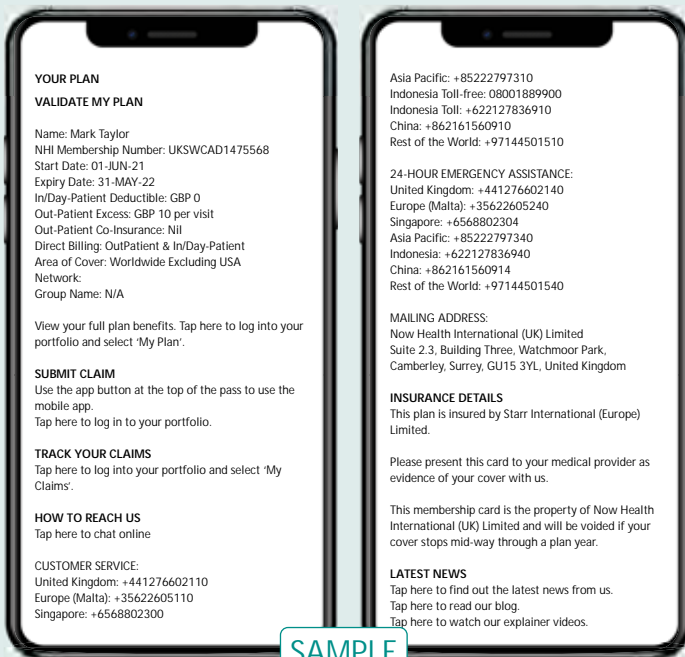 YOUR PLAN
VALIDATE MY PLAN
Name: Mark Taylor
NHI Membership Number: UKSWCAD1475568
Start Date: 01-JUN-21
Expiry Date: 31-MAY-22
In/Day-Patient Deductible: GBP 0
Out-Patient Excess: GBP 10 per visit
Out-Patient Co-Insurance: Nil
Direct Billing: OutPatient & In/Day-Patient
Area of Cover: Worldwide Excluding USA
Network:
Group Name: N/A
View your full plan benefits. Tap here to log into your
portfolio and select ‘My Plan’.
SUBMIT CLAIM
Use the app button at the top of the pass to use the
mobile app.
Tap here to log in to your portfolio.
TRACK YOUR CLAIMS
Tap here to log into your portfolio and select ‘My
Claims’.
HOW TO REACH US
Tap here to chat online
CUSTOMER SERVICE:
United Kingdom: +441276602110
Europe (Malta): +35622605110
Singapore: +6568802300
Asia Pacific: +85222797310
Indonesia Toll-free: 08001889900
Indonesia Toll: +622127836910
China: +862161560910
Rest of the World: +97144501510
24-HOUR EMERGENCY ASSISTANCE:
United Kingdom: +441276602140
Europe (Malta): +35622605240
Singapore: +6568802304
Asia Pacific: +85222797340
Indonesia: +622127836940
China: +862161560914
Rest of the World: +97144501540
MAILING ADDRESS:
Now Health International (UK) Limited
Suite 2.3, Building Three, Watchmoor Park,
Camberley, Surrey, GU15 3YL, United Kingdom
INSURANCE DETAILS
This plan is insured by Starr International (Europe)
Limited.
Please present this card to your medical provider as
evidence of your cover with us.
This membership card is the property of Now Health
International (UK) Limited and will be voided if your
cover stops mid-way through a plan year.
LATEST NEWS
Tap here to find out the latest news from us.
Tap here to read our blog.
Tap here to watch our explainer videos.
SAMPLE